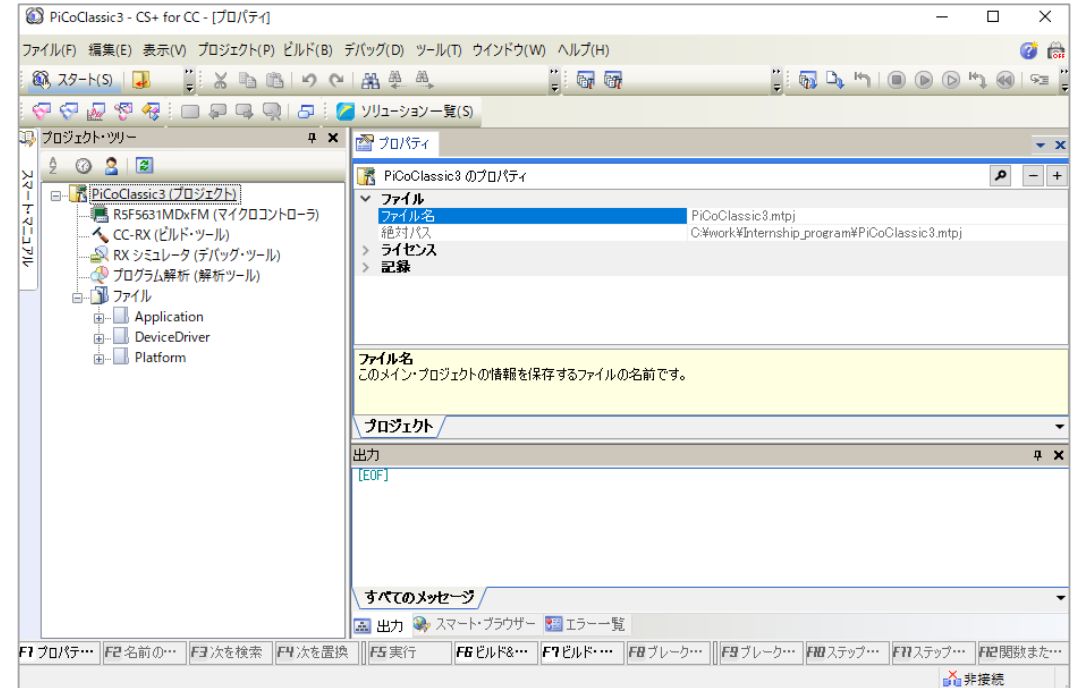 PiCoClassic3 - CS+ for CC - [プロパティ]
ファイル(F) 編集(E) 表示(V) プロジェクト(P) ビルド(B) デバッグ(D) ツール(T) ウインドウ(W) ヘルプ(H)
OFF
スタート(S)
ソリューション一覧(S)
スマートマニュアル
プロジェクト・ツリー
PiCoClassic3 (プロジェクト)
R5F5631MDxFM (マイクロコントローラ)
CC-RX (ビルド・ツール)
RX シミュレータ (デバッグ・ツール)
プログラム解析 (解析ツール)
ファイル
Application
DeviceDriver
Platform
プロパティ
PiCoClassic3 のプロパティ
ファイル
ファイル名 PiCoClassic3.mtpj
絶対パス C:¥work¥Internship_program¥PiCoClassic3.mtpj
ライセンス
記録
ファイル名
このメイン・プロジェクトの情報を保存するファイルの名前です。
プロジェクト
出力
[EOF]
すべてのメッセージ
出力 スマート・ブラウザー エラー一覧
F1 プロパテ… F2 名前の… F3 次を検索 F4 次を置換 F5 実行 F6 ビルド&… F7 ビルド・… F8 ブレーク… F9 ブレーク… F10 ステップ… F11 ステップ… F12 関数また…
非接続